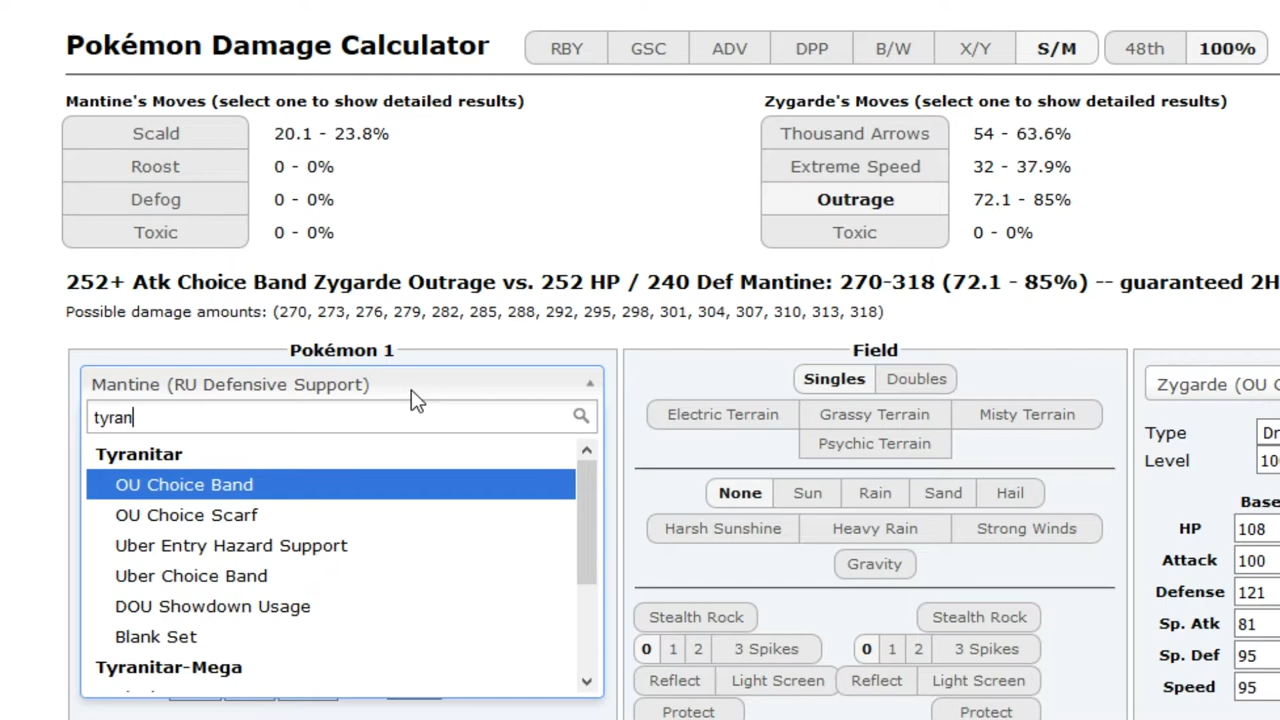 Pokémon Damage Calculator
RBY GSC ADV DPP B/W X/Y S/M 48th 100%
Mantine's Moves (select one to show detailed results)
Scald 20.1 - 23.8%
Roost 0 - 0%
Defog 0 - 0%
Toxic 0 - 0%
Zygarde's Moves (select one to show detailed results)
Thousand Arrows 54 - 63.6%
Extreme Speed 32 - 37.9%
Outrage 72.1 - 85%
Toxic 0 - 0%
252+ Atk Choice Band Zygarde Outrage vs. 252 HP / 240 Def Mantine: 270-318 (72.1 - 85%) -- guaranteed 2H
Possible damage amounts: (270, 273, 276, 279, 282, 285, 288, 292, 295, 298, 301, 304, 307, 310, 313, 318)
Pokémon 1
Mantine (RU Defensive Support)
tyran
Tyranitar
OU Choice Band
OU Choice Scarf
Uber Entry Hazard Support
Uber Choice Band
DOU Showdown Usage
Blank Set
Tyranitar-Mega
Field
Singles Doubles
Electric Terrain Grassy Terrain Misty Terrain
Psychic Terrain
None Sun Rain Sand Hail
Harsh Sunshine Heavy Rain Strong Winds
Gravity
Stealth Rock Stealth Rock
0 1 2 3 Spikes 0 1 2 3 Spikes
Reflect Light Screen Reflect Light Screen
Protect Protect
Zygarde (OU C
Type Dr
Level 10
Base
HP 108
Attack 100
Defense 121
Sp. Atk 81
Sp. Def 95
Speed 95